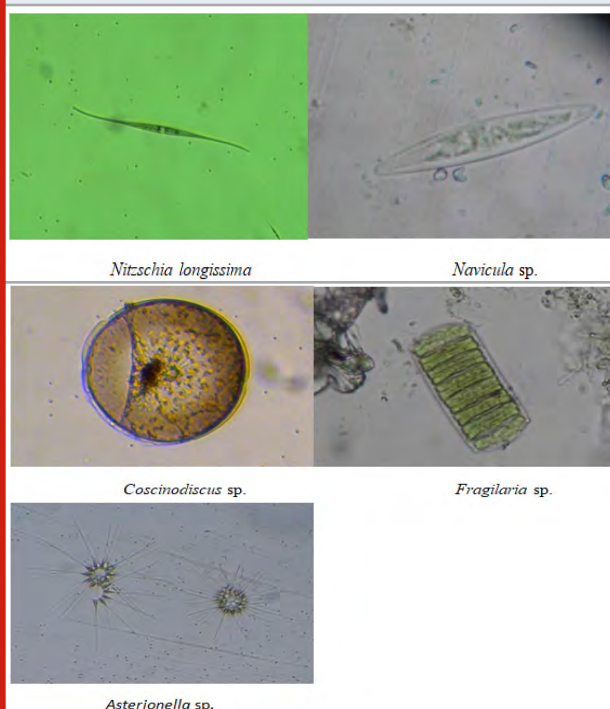 Nitzschia longissima
Navicula sp.
Coscinodiscus sp.
Fragilaria sp.
Asterionella sp.